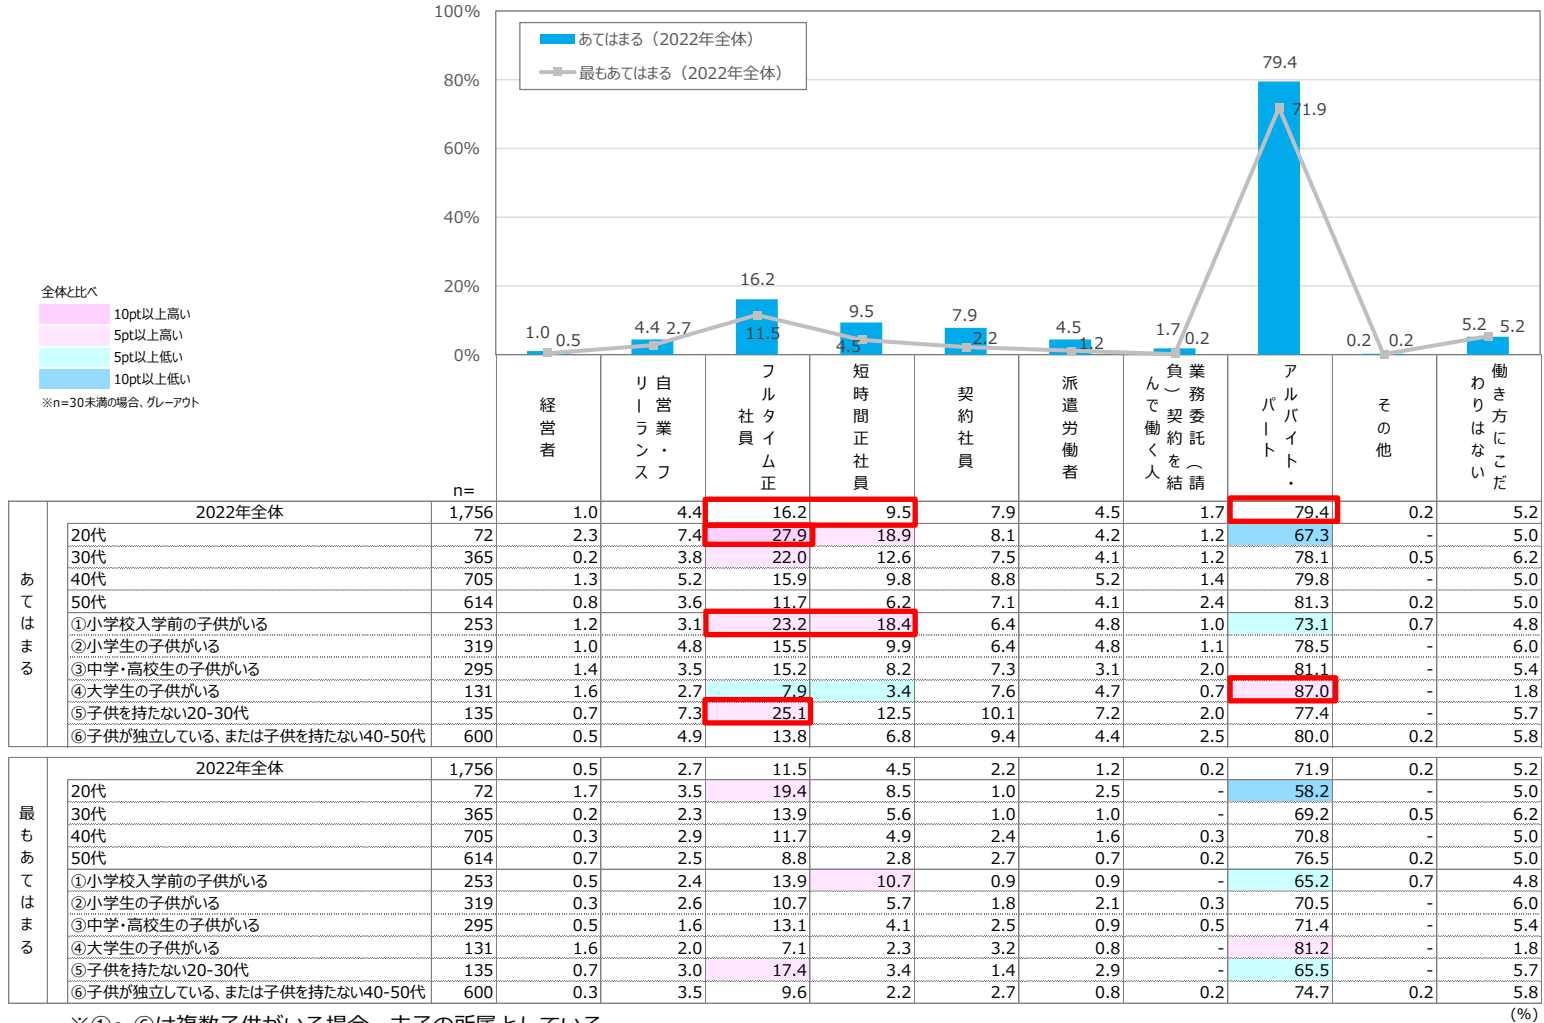 100%
80%
60%
40%
20%
0%
あてはまる（2022年全体）
最もあてはまる（2022年全体）
1.0 0.5
4.4 2.7
16.2
11.5
9.5
4.5
7.9
2.2
4.5
1.2
1.7
0.2
79.4
71.9
0.2 0.2
5.2 5.2
全体と比べ
10pt以上高い
5pt以上高い
5pt以上低い
10pt以上低い
※n=30未満の場合、グレーアウト
n=
経営者
自営業・フリーランス
フルタイム正社員
短時間正社員
契約社員
派遣労働者
業務委託（請負）契約を結んで働く人
アルバイト・パート
その他
働き方にこだわりはない
あてはまる
2022年全体 1,756 1.0 4.4 16.2 9.5 7.9 4.5 1.7 79.4 0.2 5.2
20代 72 2.3 7.4 27.9 18.9 8.1 4.2 1.2 67.3 - 5.0
30代 365 0.2 3.8 22.0 12.6 7.5 4.1 1.2 78.1 0.5 6.2
40代 705 1.3 5.2 15.9 9.8 8.8 5.2 1.4 79.8 - 5.0
50代 614 0.8 3.6 11.7 6.2 7.1 4.1 2.4 81.3 0.2 5.0
①小学校入学前の子供がいる 253 1.2 3.1 23.2 18.4 6.4 4.8 1.0 73.1 0.7 4.8
②小学生の子供がいる 319 1.0 4.8 15.5 9.9 6.4 4.8 1.1 78.5 - 6.0
③中学・高校生の子供がいる 295 1.4 3.5 15.2 8.2 7.3 3.1 2.0 81.1 - 5.4
④大学生の子供がいる 131 1.6 2.7 7.9 3.4 7.6 4.7 0.7 87.0 - 1.8
⑤子供を持たない20-30代 135 0.7 7.3 25.1 12.5 10.1 7.2 2.0 77.4 - 5.7
⑥子供が独立している、または子供を持たない40-50代 600 0.5 4.9 13.8 6.8 9.4 4.4 2.5 80.0 0.2 5.8
最もあてはまる
2022年全体 1,756 0.5 2.7 11.5 4.5 2.2 1.2 0.2 71.9 0.2 5.2
20代 72 1.7 3.5 19.4 8.5 1.0 2.5 - 58.2 - 5.0
30代 365 0.2 2.3 13.9 5.6 1.0 1.0 - 69.2 0.5 6.2
40代 705 0.3 2.9 11.7 4.9 2.4 1.6 0.3 70.8 - 5.0
50代 614 0.7 2.5 8.8 2.8 2.7 0.7 0.2 76.5 0.2 5.0
①小学校入学前の子供がいる 253 0.5 2.4 13.9 10.7 0.9 0.9 - 65.2 0.7 4.8
②小学生の子供がいる 319 0.3 2.6 10.7 5.7 1.8 2.1 0.3 70.5 - 6.0
③中学・高校生の子供がいる 295 0.5 1.6 13.1 4.1 2.5 0.9 0.5 71.4 - 5.4
④大学生の子供がいる 131 1.6 2.0 7.1 2.3 3.2 0.8 - 81.2 - 1.8
⑤子供を持たない20-30代 135 0.7 3.0 17.4 3.4 1.4 2.9 - 65.5 - 5.7
⑥子供が独立している、または子供を持たない40-50代 600 0.3 3.5 9.6 2.2 2.7 0.8 0.2 74.7 0.2 5.8
(%)
※①～⑥は複数子供がいる場合、末子の所属としている